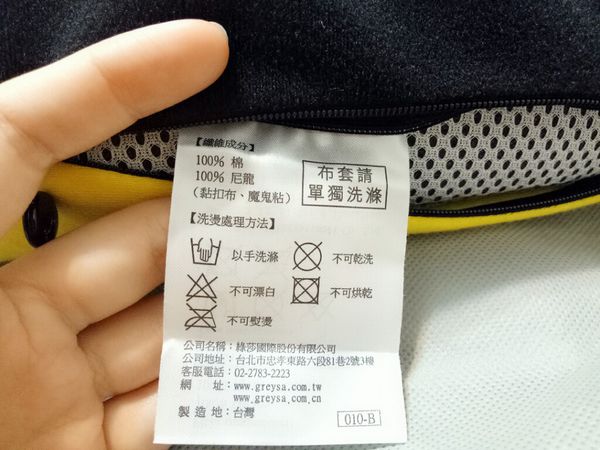 【纖維成分】
100% 棉
100% 尼龍
(黏扣布、魔鬼粘)
布套請
單獨洗滌
【洗燙處理方法】
以手洗滌
不可乾洗
不可漂白
不可烘乾
不可熨燙
公司名稱：綠莎國際股份有限公司
公司地址：台北市忠孝東路六段81巷2號3樓
客服電話：02-2783-2223
網 址：www.greysa.com.tw
www.greysa.com.cn
製造地：台灣
010-B